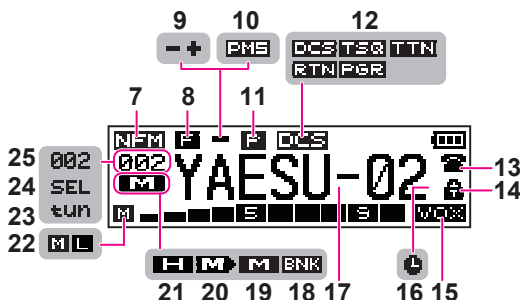 9 10 12
- + PMS DCS TSQ TTN
RTN PGR
7 8 11
NFM F - P DCS
25 002 002 YAESU-02 13
24 SEL M 14
23 tun
22 M L M S 9 VOX
H M M BNK
21 20 19 18 17 16 15